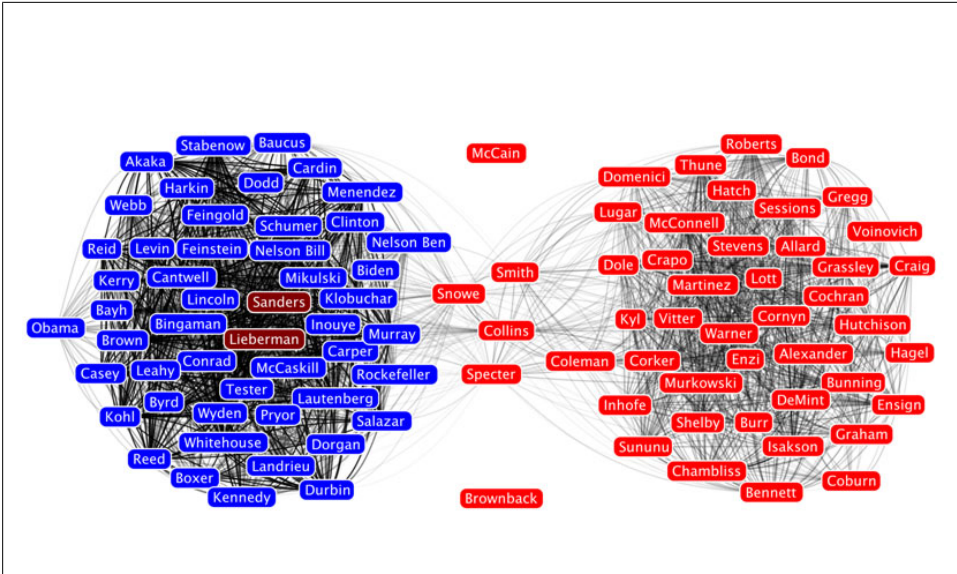 Stabenow
Baucus
Akaka
Cardin
Harkin
Dodd
Menendez
Webb
Feingold
Schumer
Clinton
Reid
Levin
Feinstein
Nelson Bill
Nelson Ben
Kerry
Cantwell
Mikulski
Biden
Bayh
Lincoln
Sanders
Klobuchar
Obama
Bingaman
Inouye
Brown
Lieberman
Murray
Carper
Casey
Leahy
Conrad
McCaskill
Rockefeller
Tester
Byrd
Lautenberg
Kohl
Wyden
Pryor
Salazar
Whitehouse
Dorgan
Reed
Landrieu
Boxer
Kennedy
Durbin
McCain
Smith
Snowe
Collins
Specter
Brownback
Roberts
Thune
Bond
Domenici
Hatch
Gregg
Lugar
McConnell
Sessions
Voinovich
Stevens
Allard
Dole
Crapo
Grassley
Craig
Martinez
Lott
Cochran
Kyl
Vitter
Cornyn
Hutchison
Warner
Coleman
Corker
Enzi
Alexander
Hagel
Murkowski
Bunning
Inhofe
DeMint
Ensign
Shelby
Burr
Sununu
Isakson
Graham
Chambliss
Coburn
Bennett